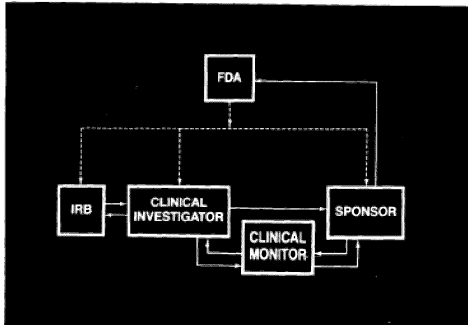 FDA
IRB
CLINICAL
INVESTIGATOR
SPONSOR
CLINICAL
MONITOR